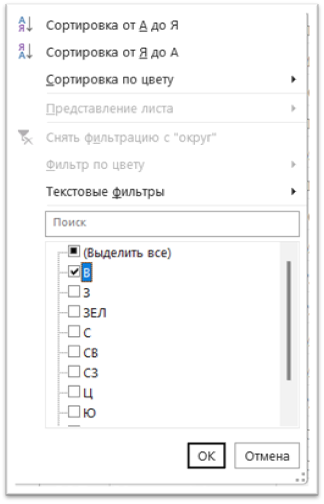 Сортировка от А до Я
Сортировка от Я до А
Сортировка по цвету
Представление листа
Снять фильтрацию с "округ"
Фильтр по цвету
Текстовые фильтры
Поиск
(Выделить все)
В
З
ЗЕЛ
С
СВ
СЗ
Ц
Ю
ОК
Отмена